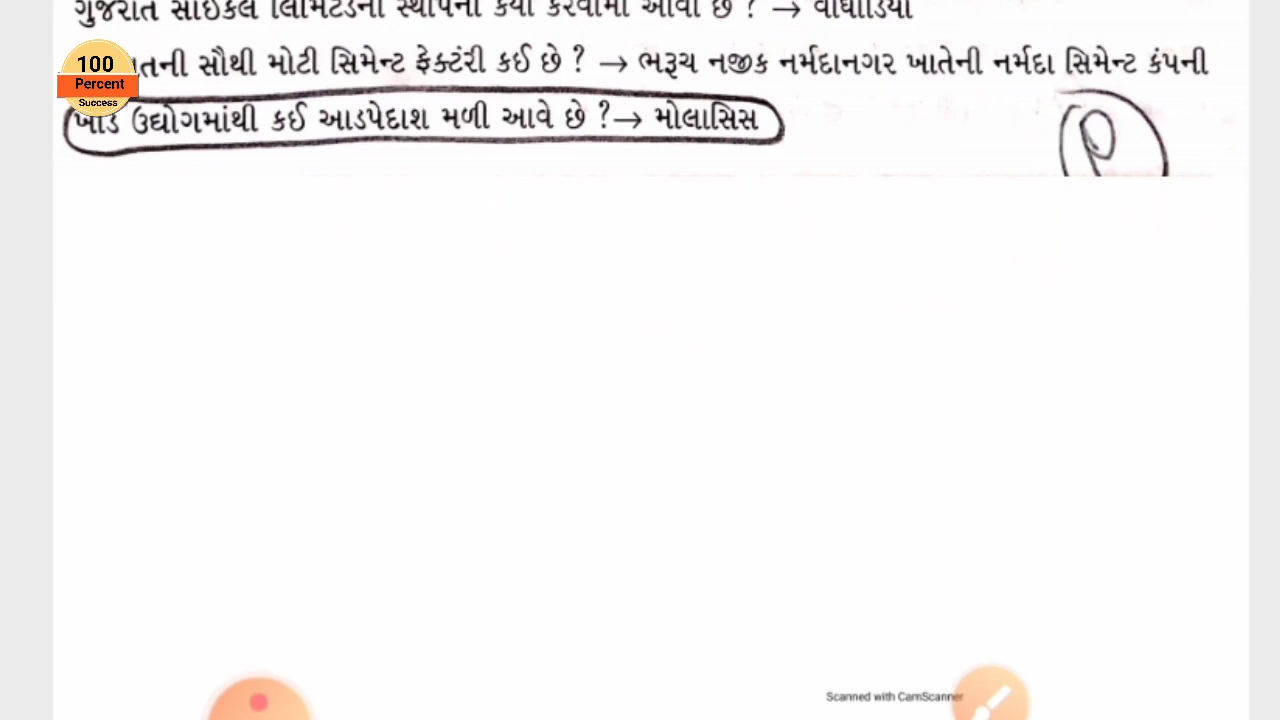 ગુજરાત સાઇકલ લિમિટેડની સ્થાપના ક્યાં કરવામાં આવી છે ? → વાઘોડિયા
તની સૌથી મોટી સિમેન્ટ ફેક્ટંરી કઈ છે ? → ભરૂચ નજીક નર્મદાનગર ખાતેની નર્મદા સિમેન્ટ કંપની
ખાંડ ઉદ્યોગમાંથી કઈ આડપેદાશ મળી આવે છે ?→ મોલાસિસ
100
Percent
Success
Scanned with CamScanner